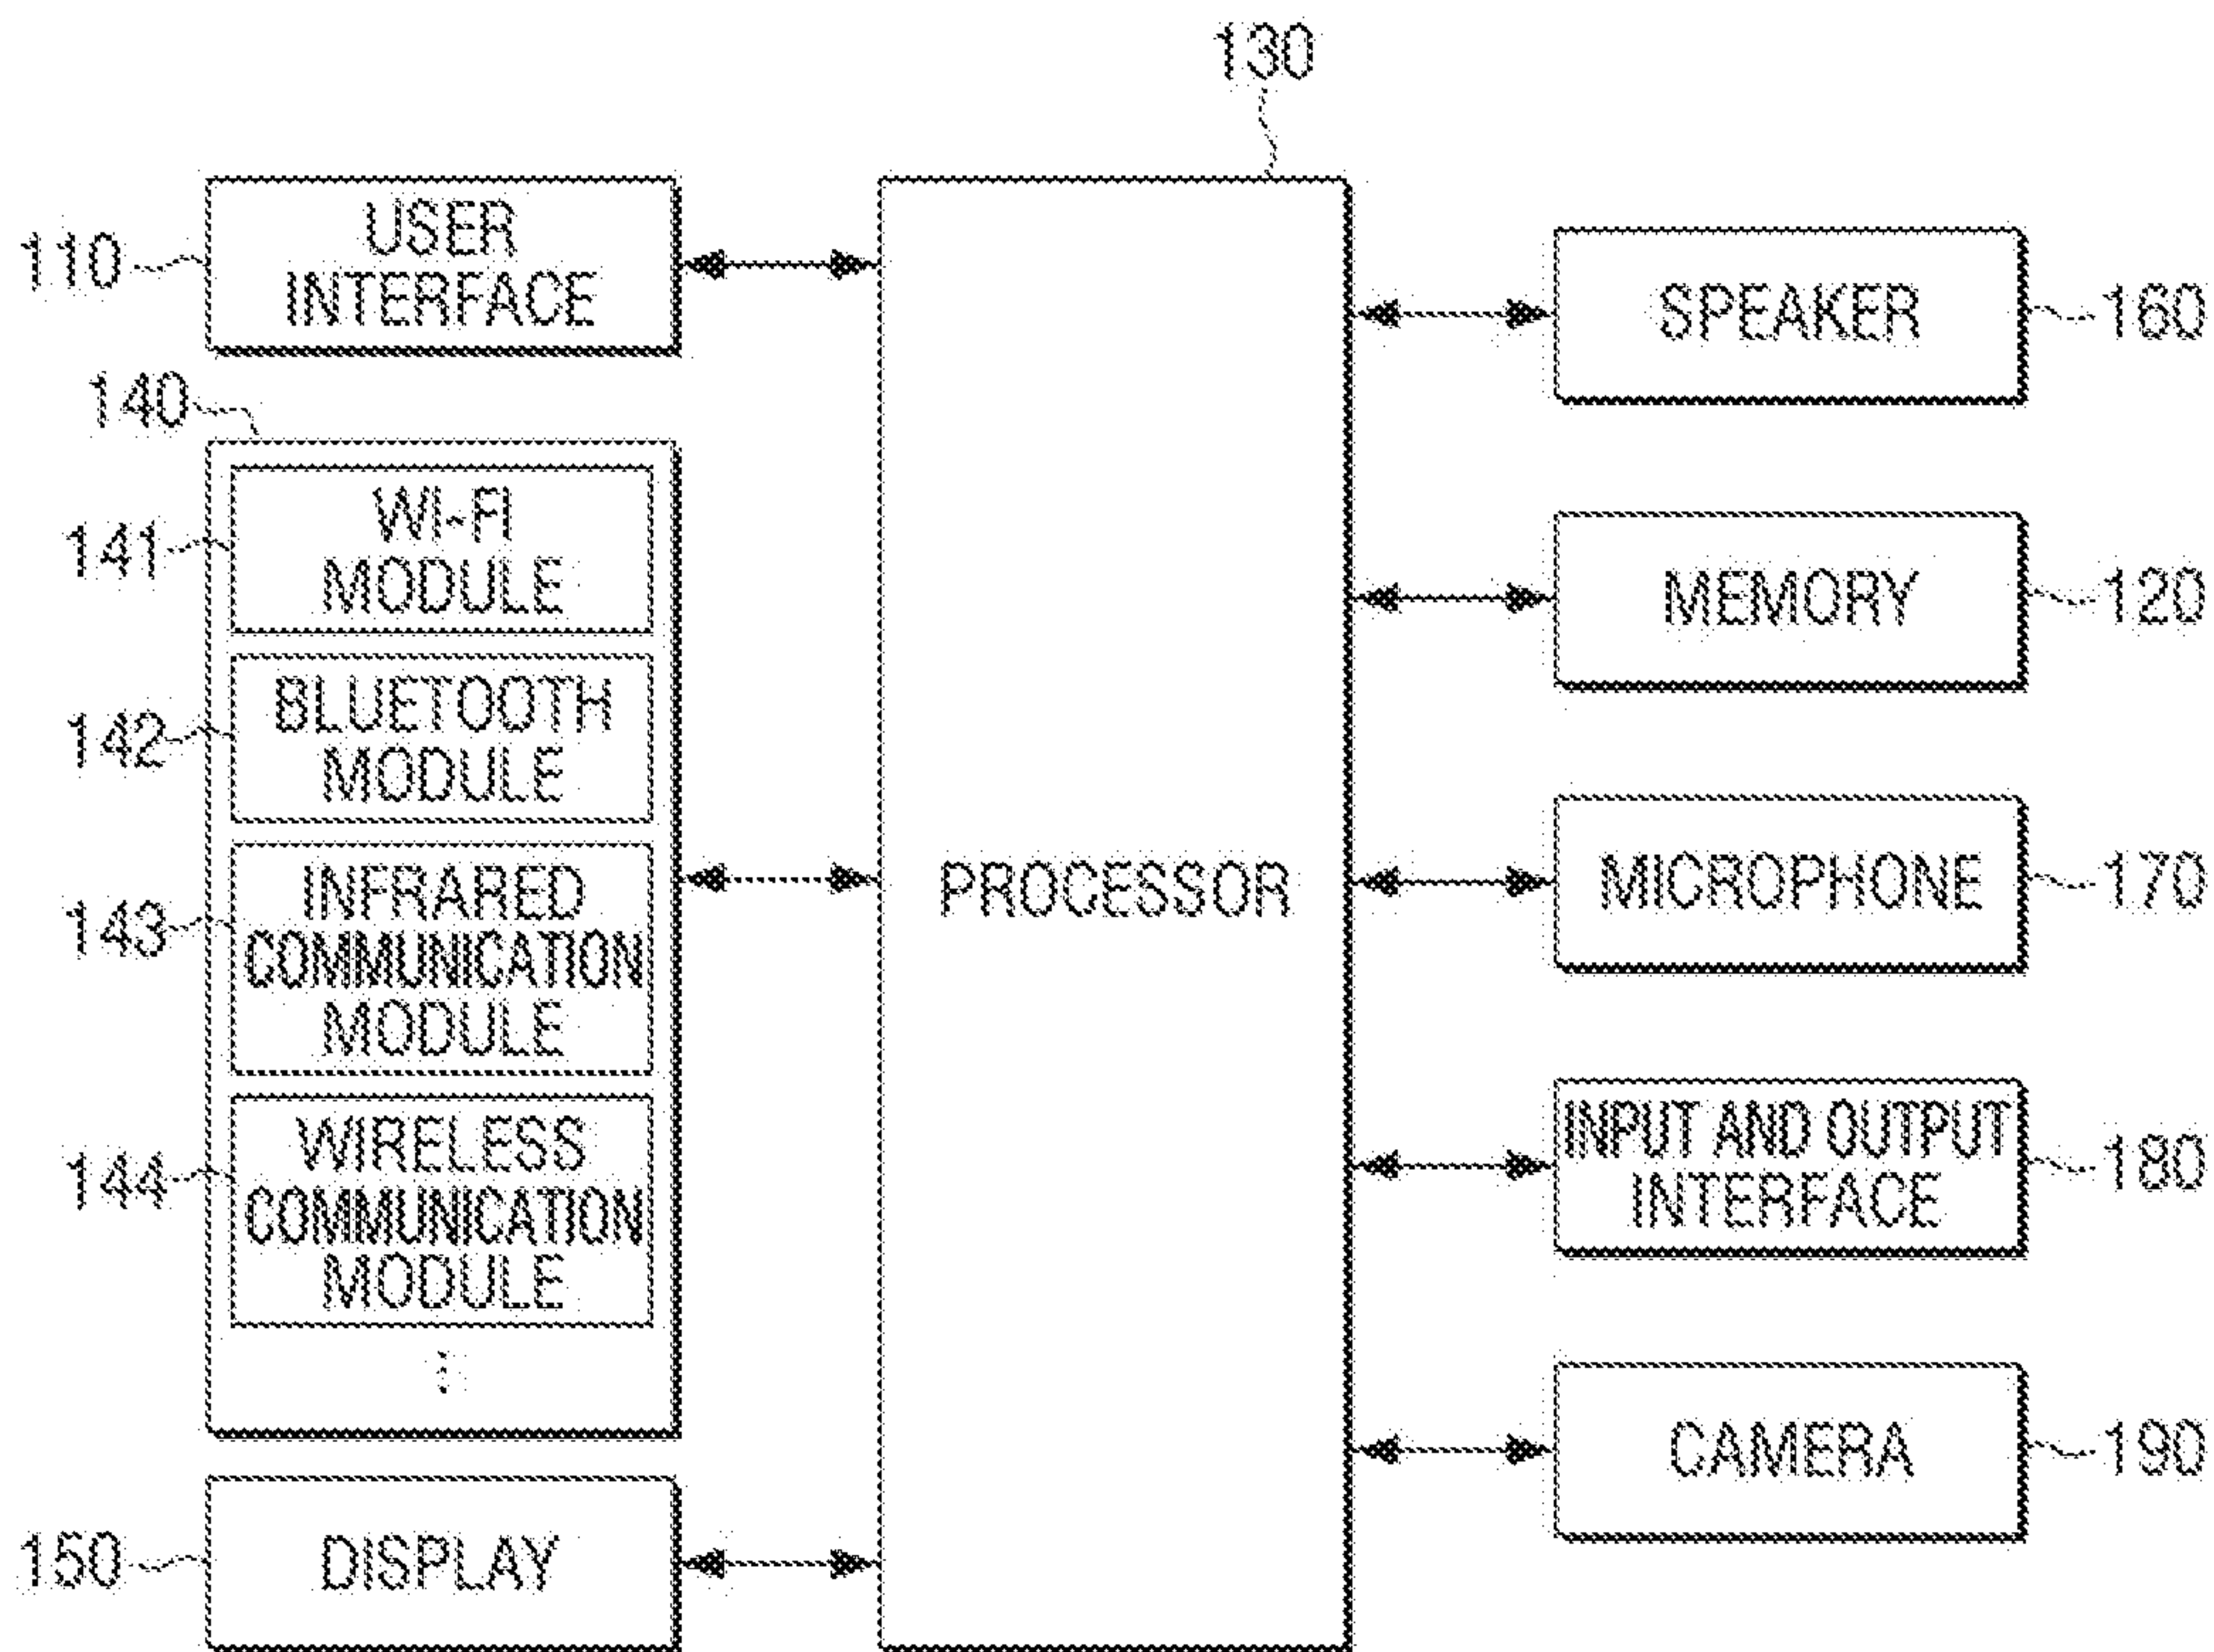 130
110
USER
INTERFACE
140
141
WI-FI
MODULE
142
BLUETOOTH
MODULE
143
INFRARED
COMMUNICATION
MODULE
144
WIRELESS
COMMUNICATION
MODULE
150
DISPLAY
PROCESSOR
SPEAKER
160
MEMORY
120
MICROPHONE
170
INPUT AND OUTPUT
INTERFACE
180
CAMERA
190